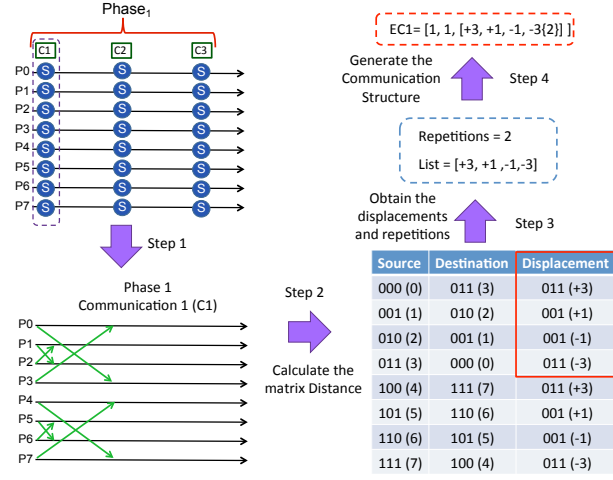 Phase1
C1 C2 C3
P0 S S S
P1 S S S
P2 S S S
P3 S S S
P4 S S S
P5 S S S
P6 S S S
P7 S S S
Step 1
Phase 1
Communication 1 (C1)
P0
P1
P2
P3
P4
P5
P6
P7
Step 2
Calculate the
matrix Distance
Source Destination Displacement
000 (0) 011 (3) 011 (+3)
001 (1) 010 (2) 001 (+1)
010 (2) 001 (1) 001 (-1)
011 (3) 000 (0) 011 (-3)
100 (4) 111 (7) 011 (+3)
101 (5) 110 (6) 001 (+1)
110 (6) 101 (5) 001 (-1)
111 (7) 100 (4) 011 (-3)
Obtain the
displacements
and repetitions
Step 3
Repetitions = 2
List = [+3, +1 ,-1,-3]
Generate the
Communication
Structure
Step 4
EC1= [1, 1, [+3, +1, -1, -3{2}] ]